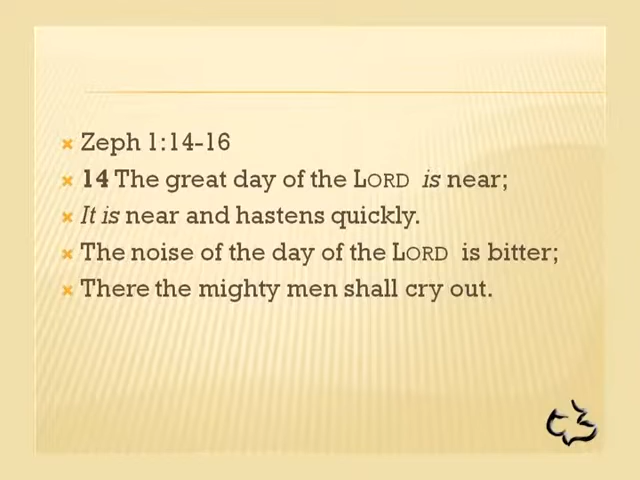 Zeph 1:14-16
14 The great day of the LORD is near;
It is near and hastens quickly.
The noise of the day of the LORD is bitter;
There the mighty men shall cry out.